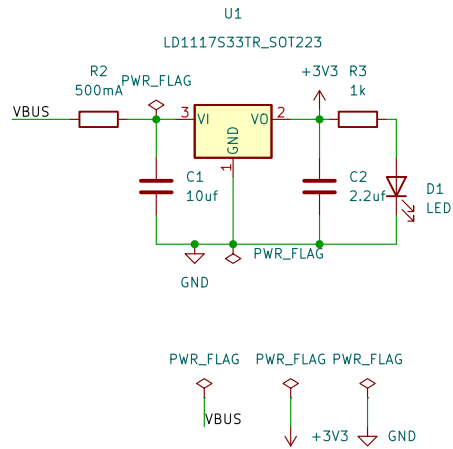 U1
LD1117S33TR_SOT223
R2
500mA
PWR_FLAG
+3V3
R3
1k
VBUS
3
VI
VO
2
GND
1
C1
10uf
C2
2.2uf
D1
LED
PWR_FLAG
GND
PWR_FLAG
PWR_FLAG
PWR_FLAG
VBUS
+3V3
GND